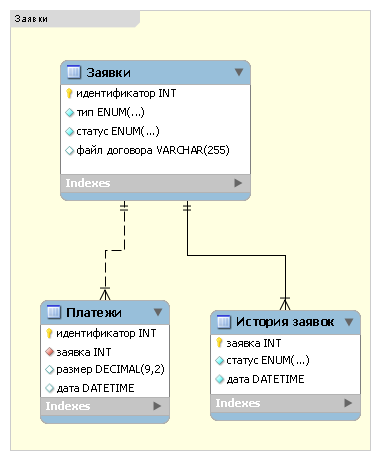 Заявки
Заявки
идентификатор INT
тип ENUM(...)
статус ENUM(...)
файл договора VARCHAR(255)
Indexes
Платежи
идентификатор INT
заявка INT
размер DECIMAL(9,2)
дата DATETIME
Indexes
История заявок
заявка INT
статус ENUM(...)
дата DATETIME
Indexes